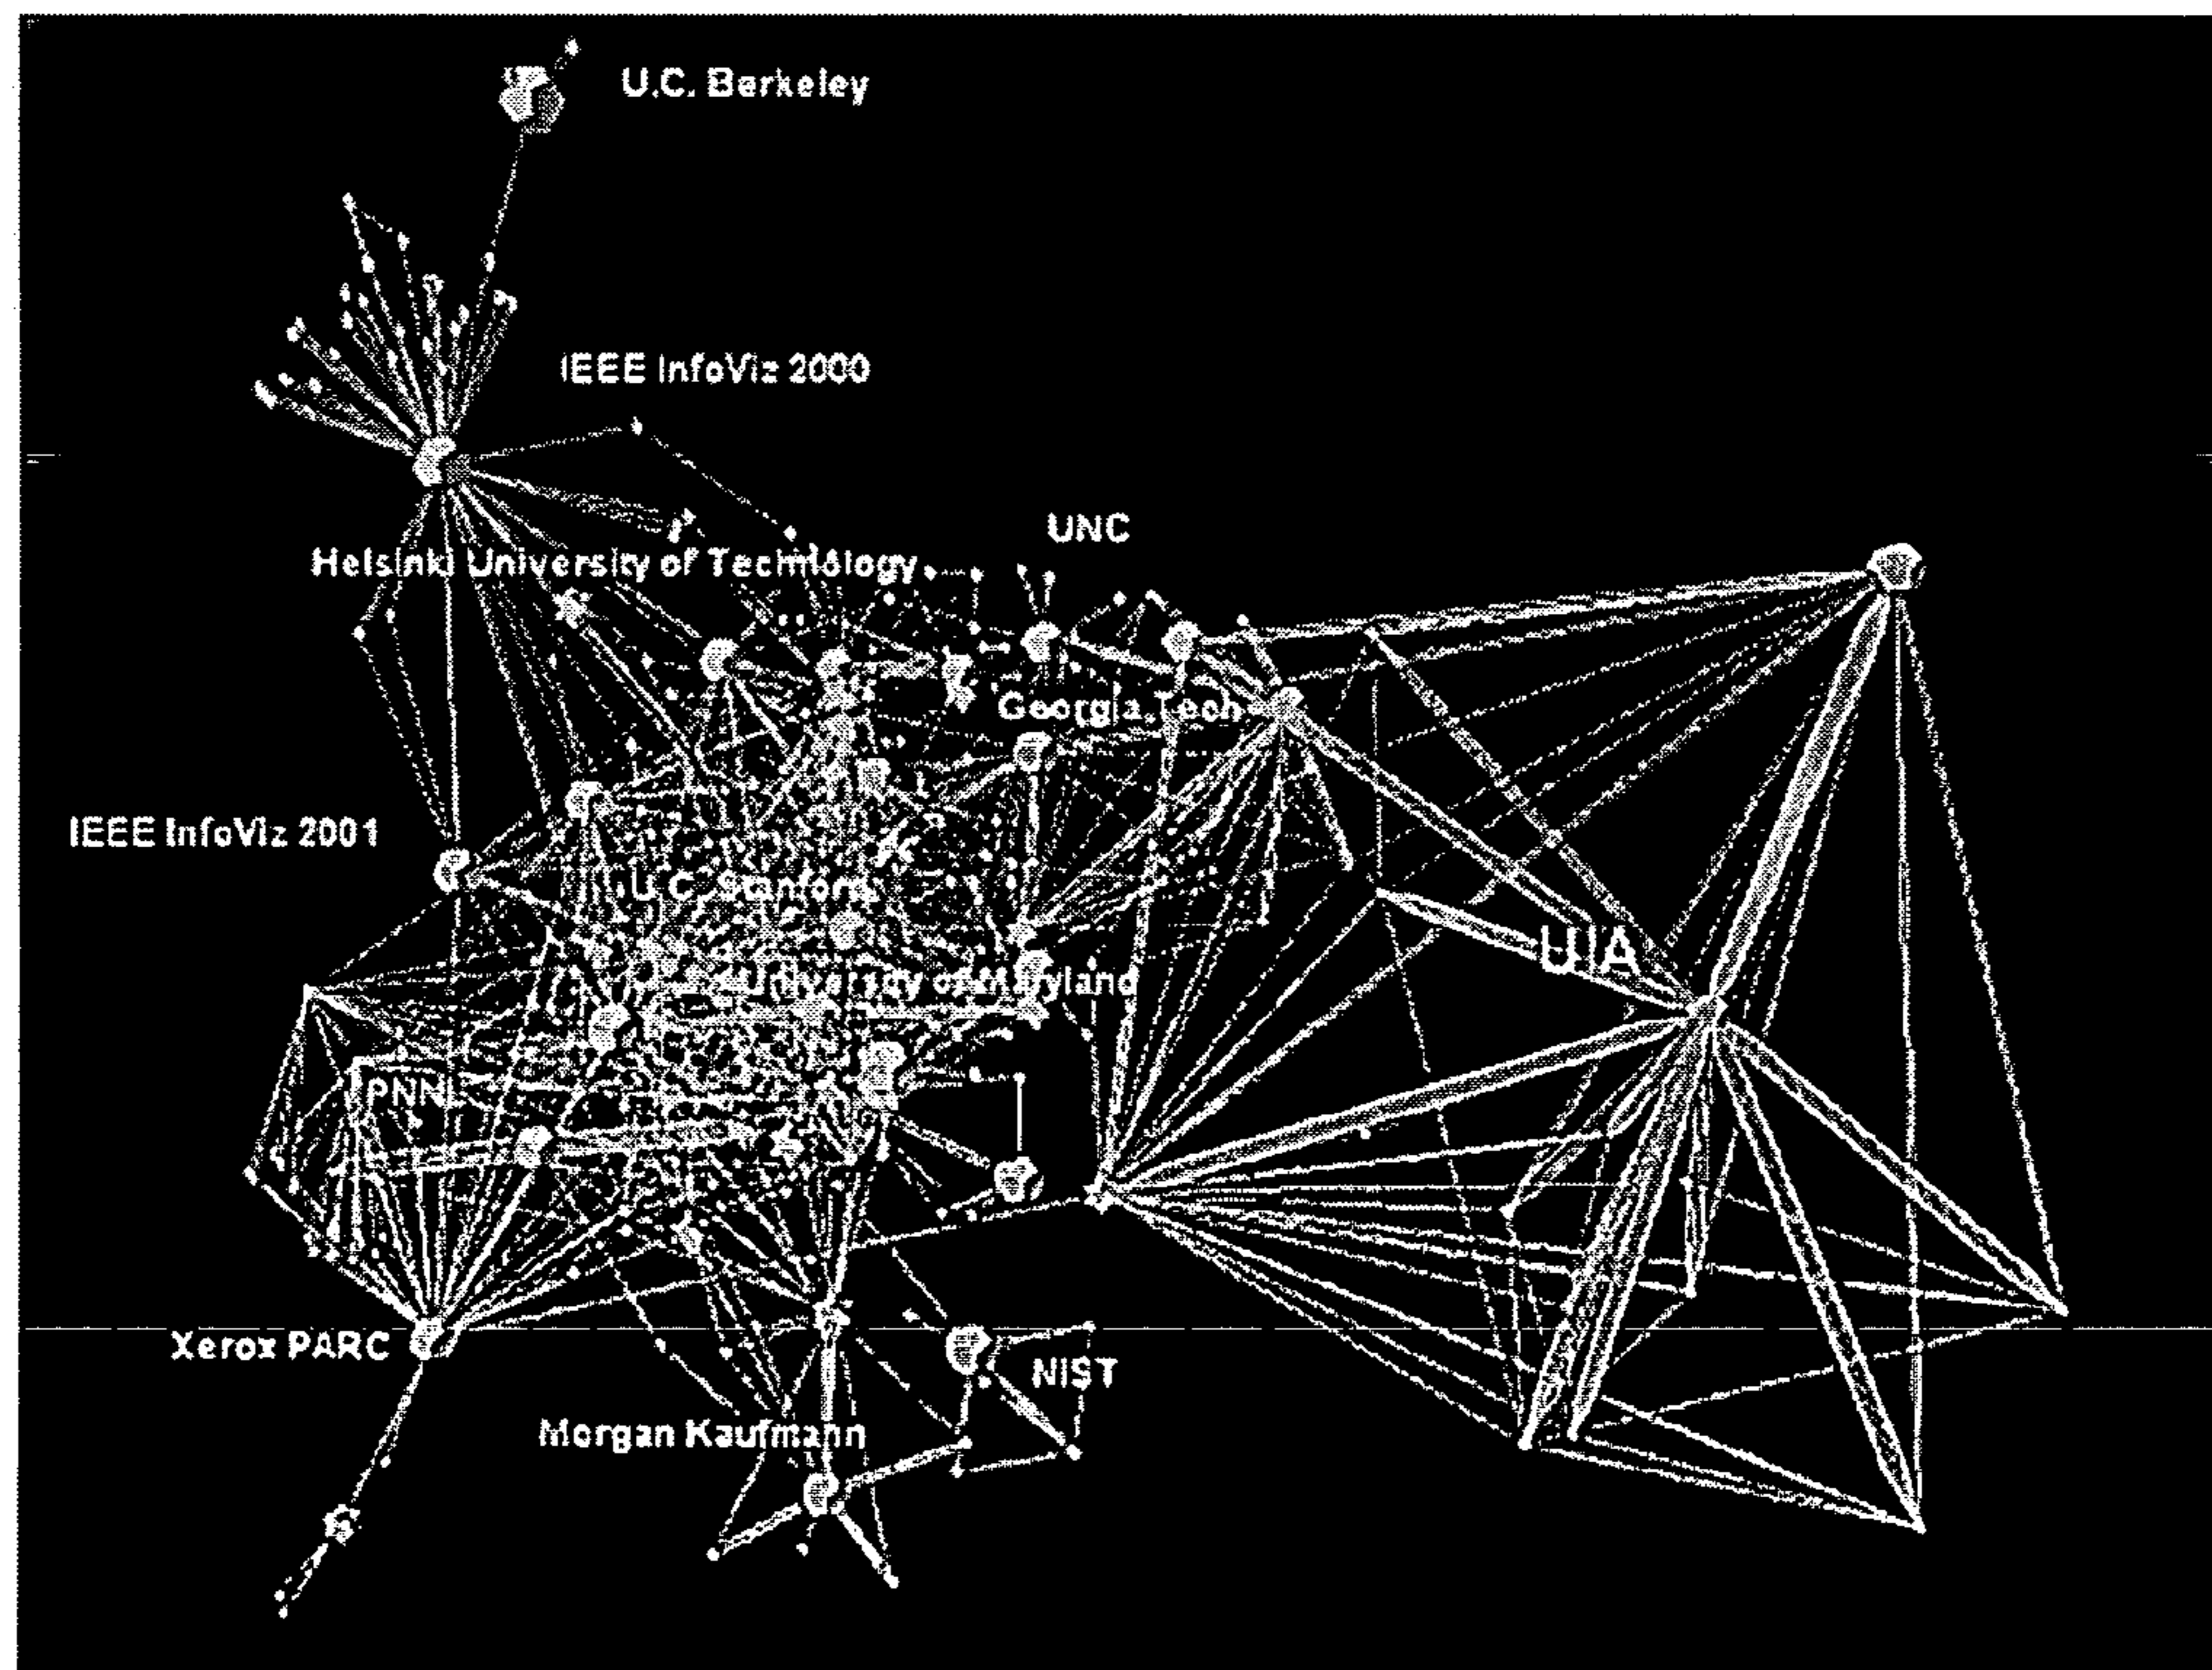 U.C. Berkeley
IEEE InfoViz 2000
UNC
Helsinki University of Technology
Georgia Tech
IEEE InfoViz 2001
U.C. Stanford
UIA
University of Maryland
PNNL
Xerox PARC
NIST
Morgan Kaufmann